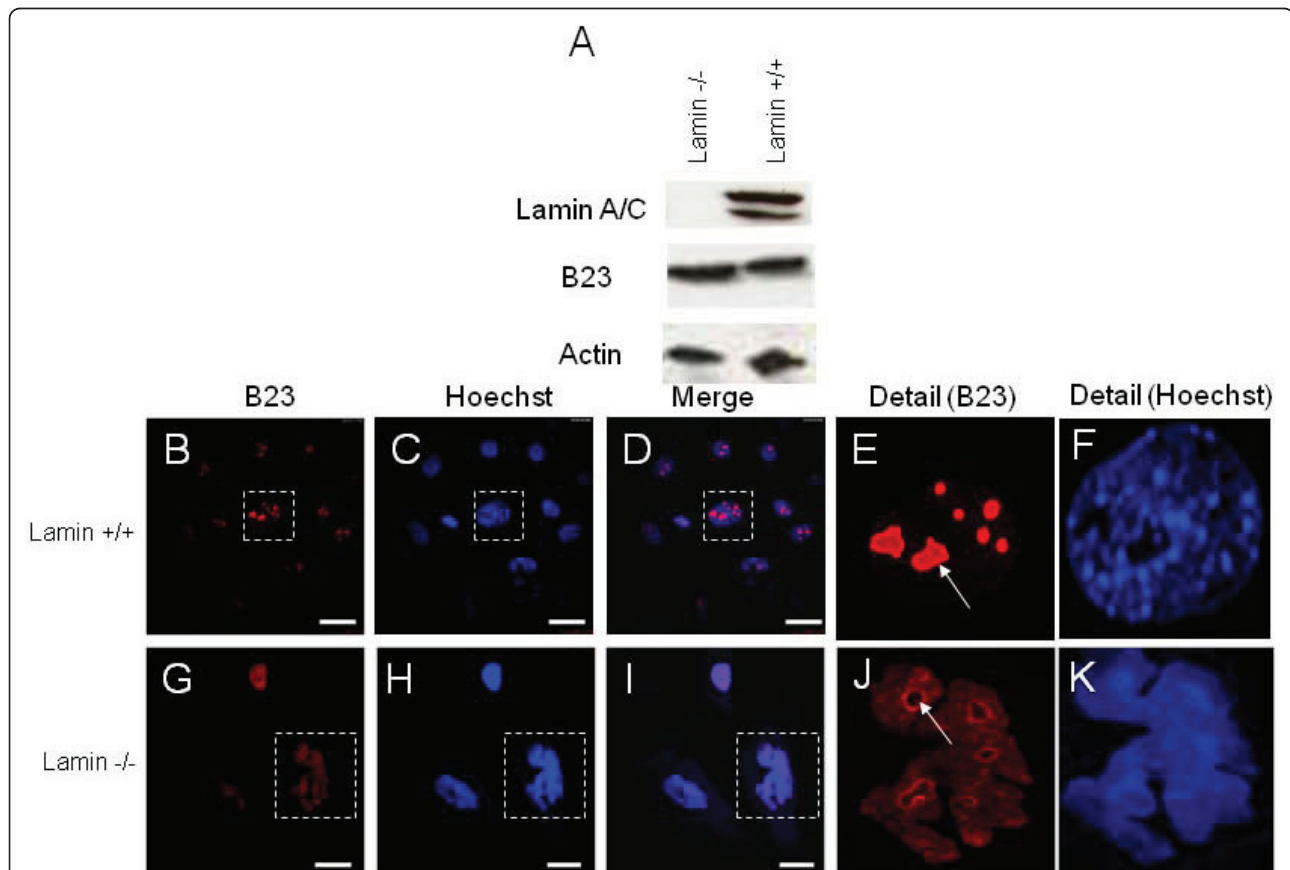 A
Lamin -/-
Lamin +/+
Lamin A/C
B23
Actin
B23 Hoechst Merge Detail (B23) Detail (Hoechst)
Lamin +/+
B C D E F
Lamin -/-
G H I J K